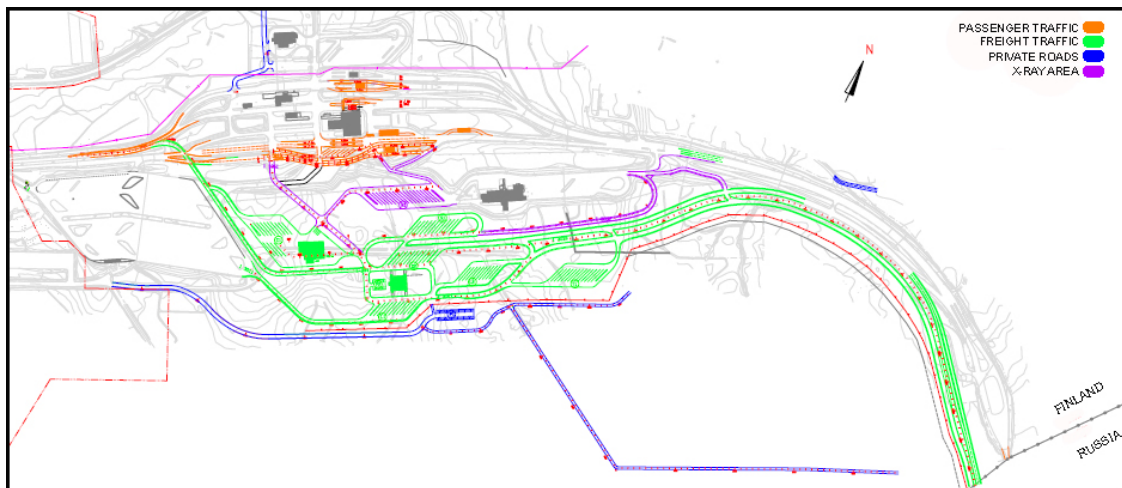 PASSENGER TRAFFIC
FREIGHT TRAFFIC
PRIVATE ROADS
X-RAY AREA
N
FINLAND
RUSSIA